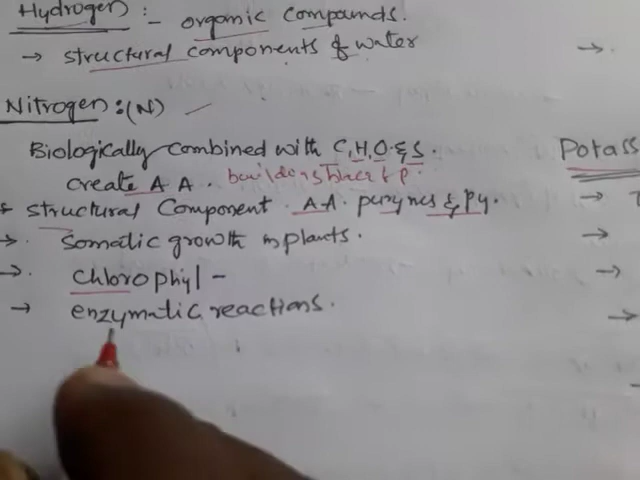 Hydrogen :- organic compounds.
→ structural components of water
→
Nitrogen :(N)
Biologically combined with C, H, O & S.
create A A. builders P.
structural component. A.A. & Py.
→ Somatic growth in plants.
→ chlorophyl -
→ enzymatic reactions.
Potass
→
→
→
→